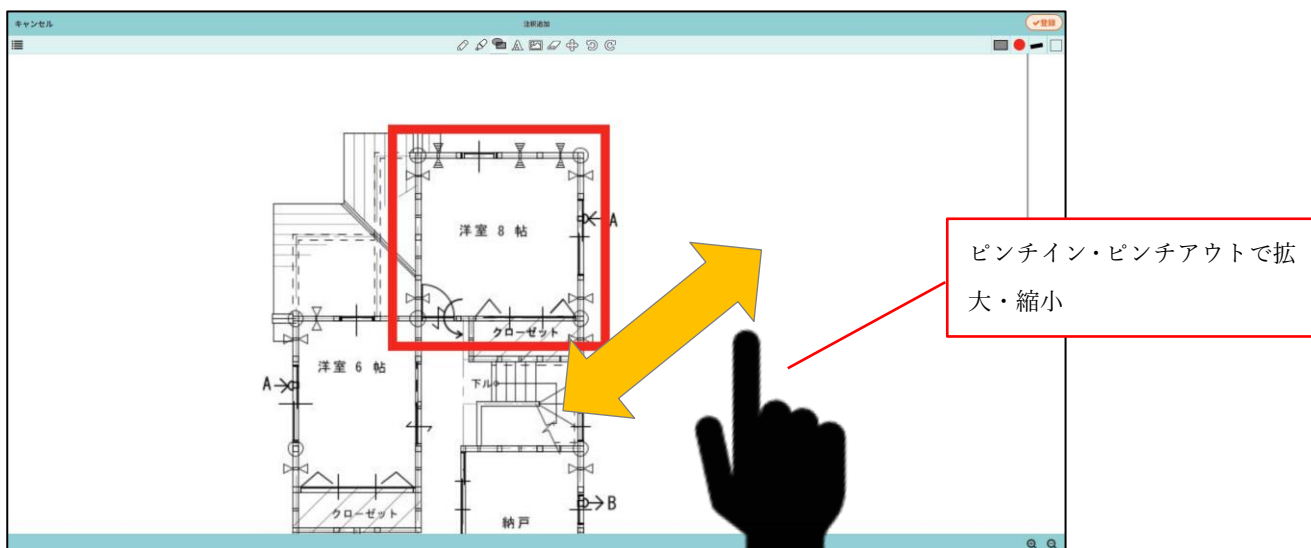 キャンセル
注釈追加
✓登録
洋室 8 帖
A
クローゼット
洋室 6 帖
A
下ル
クローゼット
納戸
B
ピンチイン・ピンチアウトで拡
大・縮小